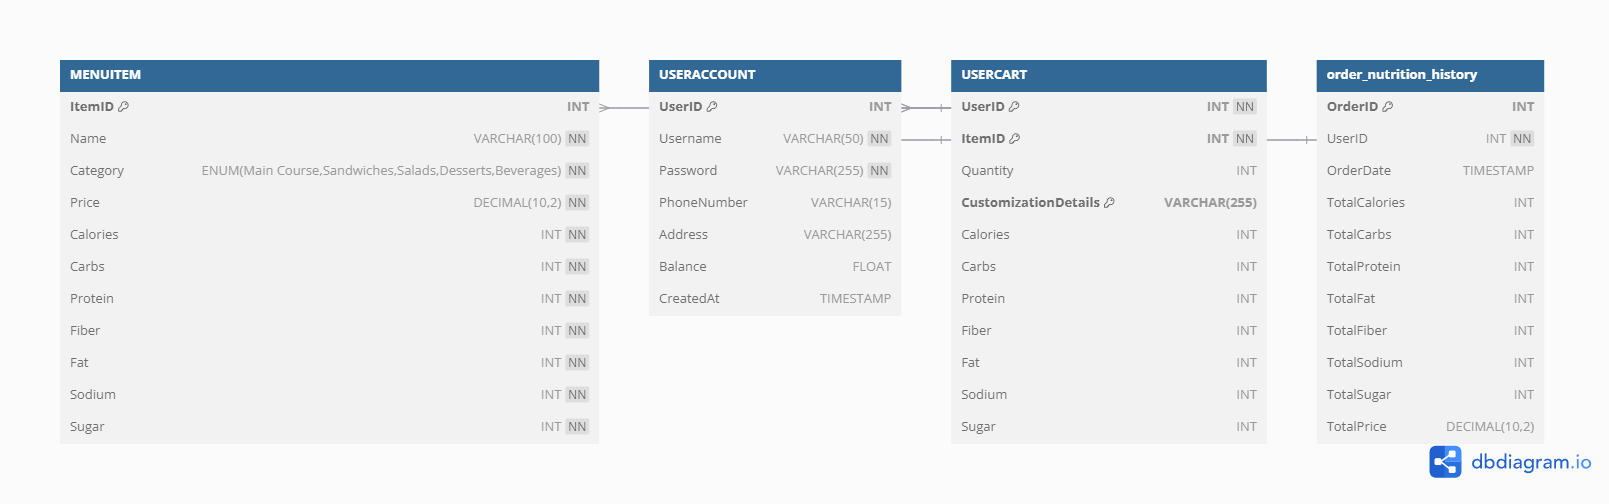 MENUITEM
ItemID INT
Name VARCHAR(100) NN
Category ENUM(Main Course,Sandwiches,Salads,Desserts,Beverages) NN
Price DECIMAL(10,2) NN
Calories INT NN
Carbs INT NN
Protein INT NN
Fiber INT NN
Fat INT NN
Sodium INT NN
Sugar INT NN
USERACCOUNT
UserID INT
Username VARCHAR(50) NN
Password VARCHAR(255) NN
PhoneNumber VARCHAR(15)
Address VARCHAR(255)
Balance FLOAT
CreatedAt TIMESTAMP
USERCART
UserID INT NN
ItemID INT NN
Quantity INT
CustomizationDetails VARCHAR(255)
Calories INT
Carbs INT
Protein INT
Fiber INT
Fat INT
Sodium INT
Sugar INT
order_nutrition_history
OrderID INT
UserID INT NN
OrderDate TIMESTAMP
TotalCalories INT
TotalCarbs INT
TotalProtein INT
TotalFat INT
TotalFiber INT
TotalSodium INT
TotalSugar INT
TotalPrice DECIMAL(10,2)
dbdiagram.io